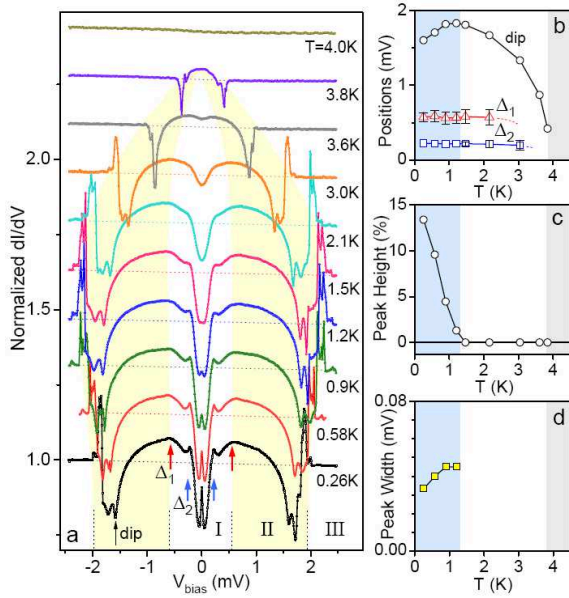 T=4.0K
3.8K
3.6K
3.0K
2.1K
1.5K
1.2K
0.9K
0.58K
0.26K
Normalized dI/dV
2.0
1.5
1.0
Δ1
Δ2
dip
I
II
III
a
-2 -1 0 1 2
Vbias (mV)
b
dip
Δ1
Δ2
Positions (mV)
2
1
0
0 1 2 3 4
T (K)
c
Peak Height (%)
15
10
5
0
0 1 2 3 4
T (K)
d
Peak Width (mV)
0.08
0.04
0.00
0 1 2 3 4
T (K)